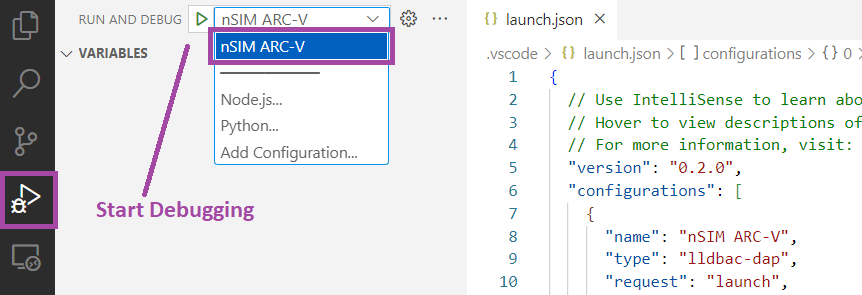 RUN AND DEBUG
nSIM ARC-V
nSIM ARC-V
Node.js...
Python...
Add Configuration...
VARIABLES
Start Debugging
launch.json
.vscode > launch.json > [ ] configurations > {} 0
1 {
2 // Use IntelliSense to learn abo
3 // Hover to view descriptions of
4 // For more information, visit:
5 "version": "0.2.0",
6 "configurations": [
7 {
8 "name": "nSIM ARC-V",
9 "type": "lldbac-dap",
10 "request": "launch",